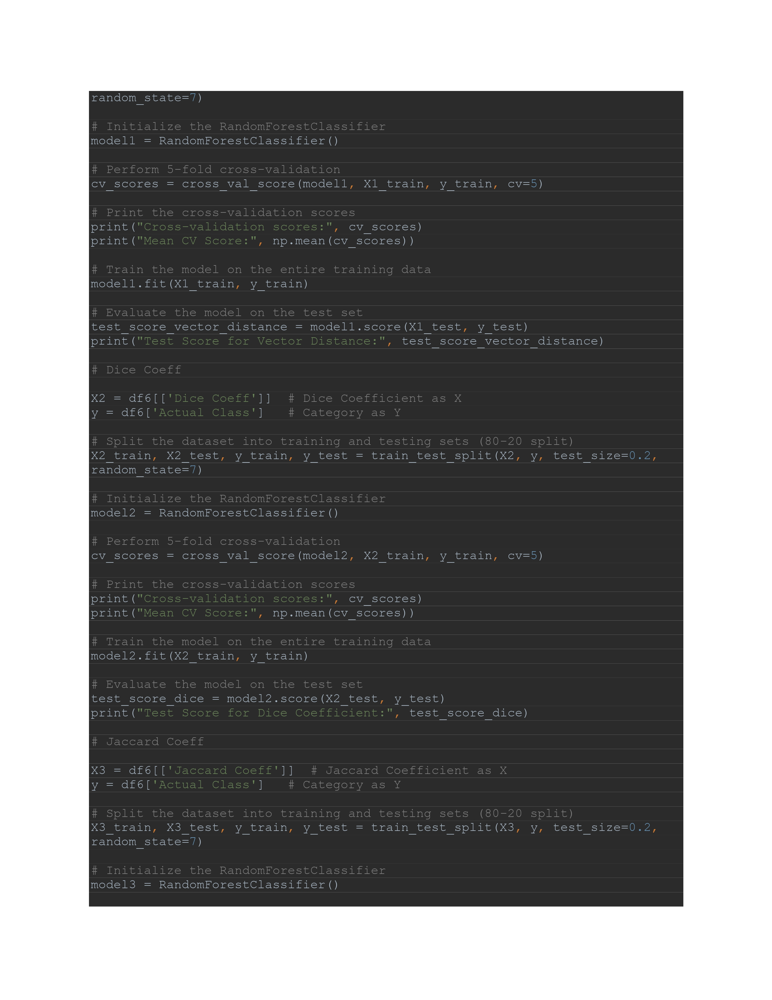 random_state=7)
# Initialize the RandomForestClassifier
model1 = RandomForestClassifier()
# Perform 5-fold cross-validation
cv_scores = cross_val_score(model1, X1_train, y_train, cv=5)
# Print the cross-validation scores
print("Cross-validation scores:", cv_scores)
print("Mean CV Score:", np.mean(cv_scores))
# Train the model on the entire training data
model1.fit(X1_train, y_train)
# Evaluate the model on the test set
test_score_vector_distance = model1.score(X1_test, y_test)
print("Test Score for Vector Distance:", test_score_vector_distance)
# Dice Coeff
X2 = df6[['Dice Coeff']]  # Dice Coefficient as X
y = df6['Actual Class']   # Category as Y
# Split the dataset into training and testing sets (80-20 split)
X2_train, X2_test, y_train, y_test = train_test_split(X2, y, test_size=0.2,
random_state=7)
# Initialize the RandomForestClassifier
model2 = RandomForestClassifier()
# Perform 5-fold cross-validation
cv_scores = cross_val_score(model2, X2_train, y_train, cv=5)
# Print the cross-validation scores
print("Cross-validation scores:", cv_scores)
print("Mean CV Score:", np.mean(cv_scores))
# Train the model on the entire training data
model2.fit(X2_train, y_train)
# Evaluate the model on the test set
test_score_dice = model2.score(X2_test, y_test)
print("Test Score for Dice Coefficient:", test_score_dice)
# Jaccard Coeff
X3 = df6[['Jaccard Coeff']]  # Jaccard Coefficient as X
y = df6['Actual Class']   # Category as Y
# Split the dataset into training and testing sets (80-20 split)
X3_train, X3_test, y_train, y_test = train_test_split(X3, y, test_size=0.2,
random_state=7)
# Initialize the RandomForestClassifier
model3 = RandomForestClassifier()